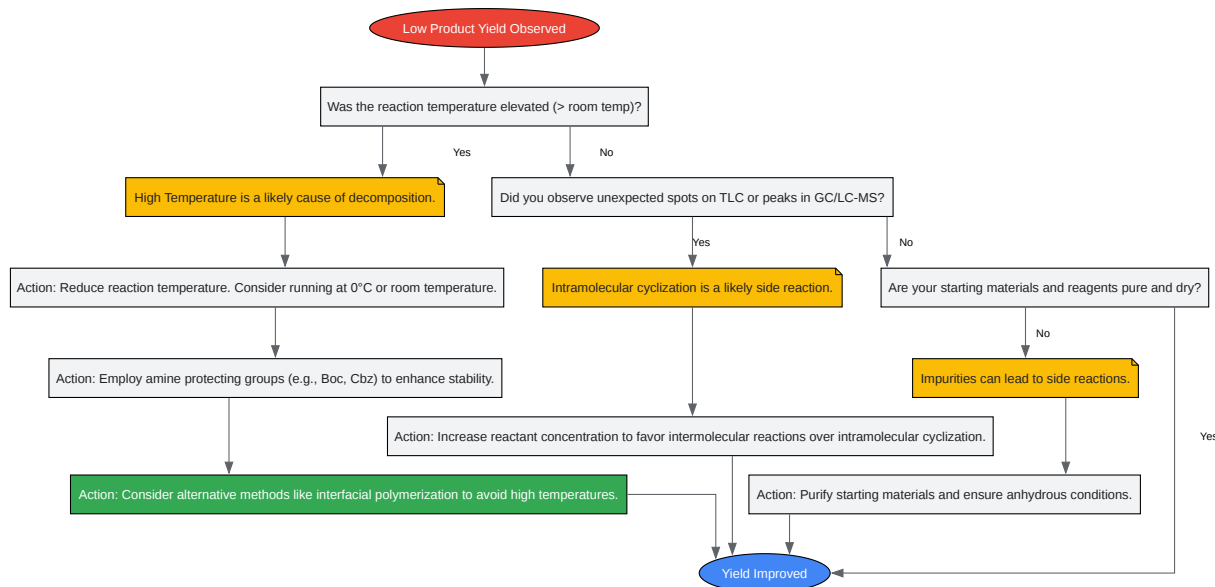 Low Product Yield Observed
Was the reaction temperature elevated (> room temp)?
Yes
No
High Temperature is a likely cause of decomposition.
Did you observe unexpected spots on TLC or peaks in GC/LC-MS?
Yes
No
Action: Reduce reaction temperature. Consider running at 0°C or room temperature.
Intramolecular cyclization is a likely side reaction.
Are your starting materials and reagents pure and dry?
No
Action: Employ amine protecting groups (e.g., Boc, Cbz) to enhance stability.
Impurities can lead to side reactions.
Action: Increase reactant concentration to favor intermolecular reactions over intramolecular cyclization.
Yes
Action: Consider alternative methods like interfacial polymerization to avoid high temperatures.
Action: Purify starting materials and ensure anhydrous conditions.
Yield Improved